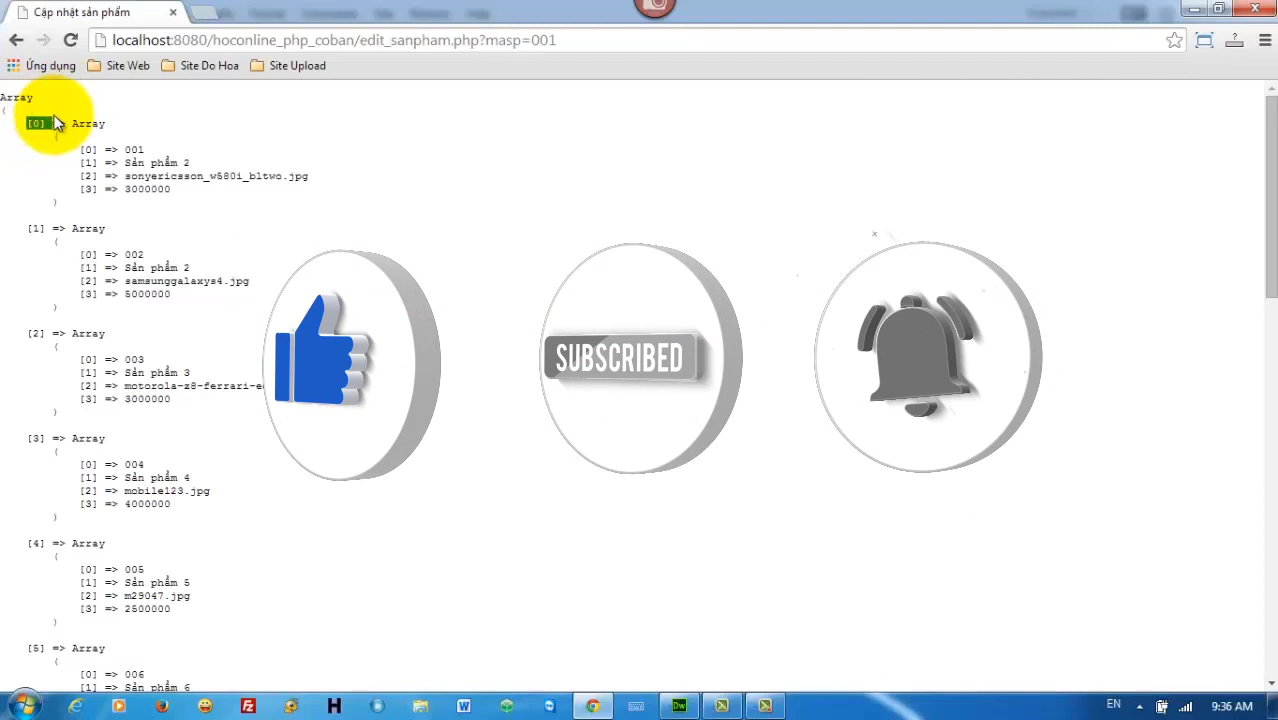 Cập nhật sản phẩm
localhost:8080/hoconline_php_coban/edit_sanpham.php?masp=001
Ứng dụng Site Web Site Do Hoa Site Upload
Array
(
[0] => Array
(
[0] => 001
[1] => Sản phẩm 2
[2] => sonyericsson_w580i_bltwo.jpg
[3] => 3000000
)
[1] => Array
(
[0] => 002
[1] => Sản phẩm 2
[2] => samsunggalaxys4.jpg
[3] => 5000000
)
[2] => Array
(
[0] => 003
[1] => Sản phẩm 3
[2] => motorola-z8-ferrari-e
[3] => 3000000
)
[3] => Array
(
[0] => 004
[1] => Sản phẩm 4
[2] => mobile123.jpg
[3] => 4000000
)
[4] => Array
(
[0] => 005
[1] => Sản phẩm 5
[2] => m29047.jpg
[3] => 2500000
)
[5] => Array
(
[0] => 006
[1] => Sản phẩm 6
SUBSCRIBED
EN
9:36 AM